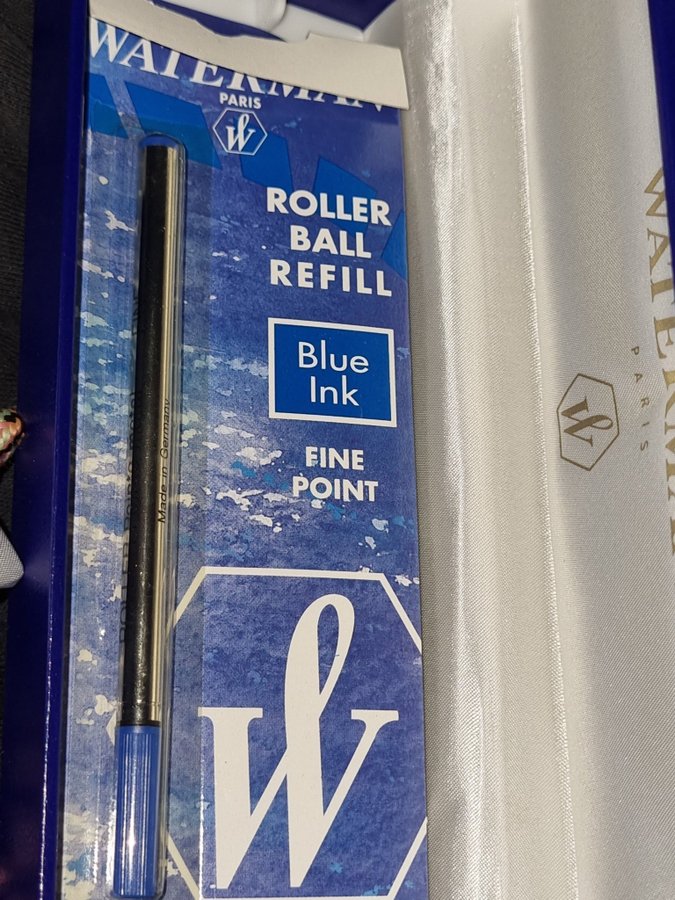 WATERMAN
PARIS
W
ROLLER
BALL
REFILL
Blue
Ink
FINE
POINT
Made in Germany
W
WATERMAN
PARIS
W